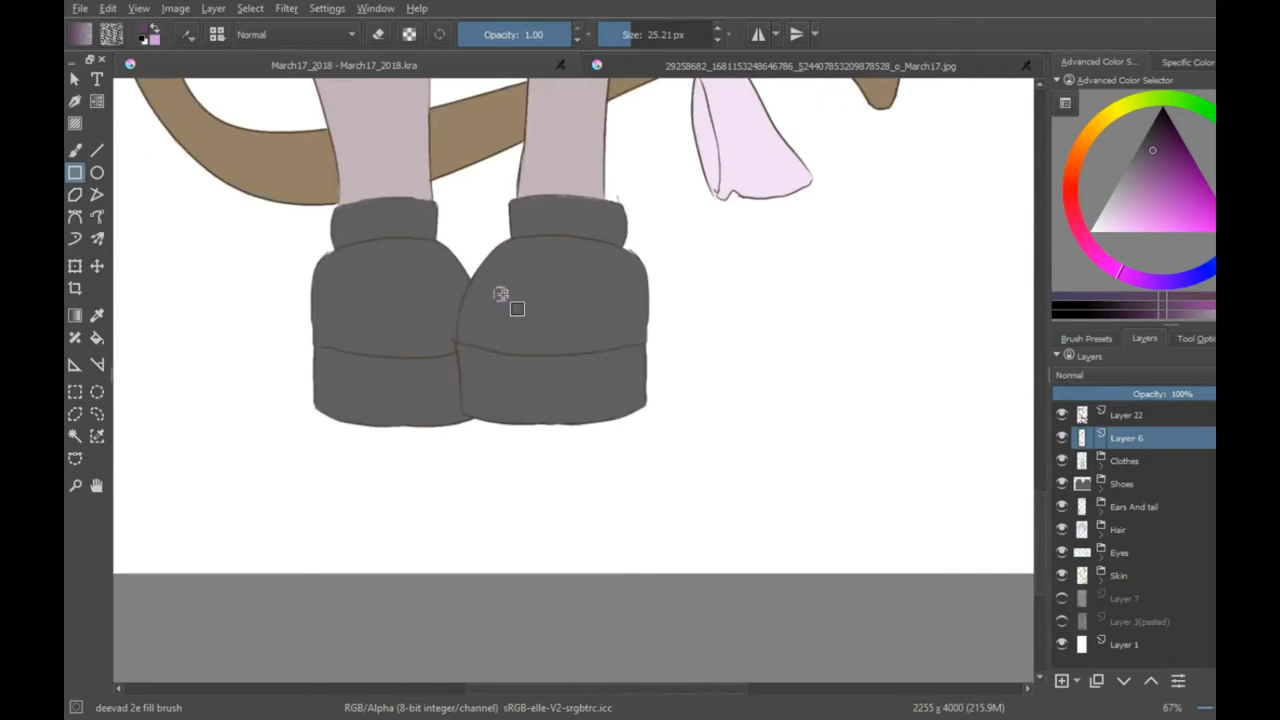 File Edit View Image Layer Select Filter Settings Window Help
Normal Opacity: 1.00 Size: 25.21 px
March17_2018 - March17_2018.kra
29258682_1681153248646786_524407853209878528_o_March17.jpg
Advanced Color S... Specific Color
Advanced Color Selector
Brush Presets Layers Tool Optio
Layers
Normal
Opacity: 100%
Layer 22
Layer 6
Clothes
Shoes
Ears And tail
Hair
Eyes
Skin
Layer 7
Layer 3(pasted)
Layer 1
deevad 2e fill brush RGB/Alpha (8-bit integer/channel) sRGB-elle-V2-srgbtrc.icc 2255 x 4000 (215.9M) 67%